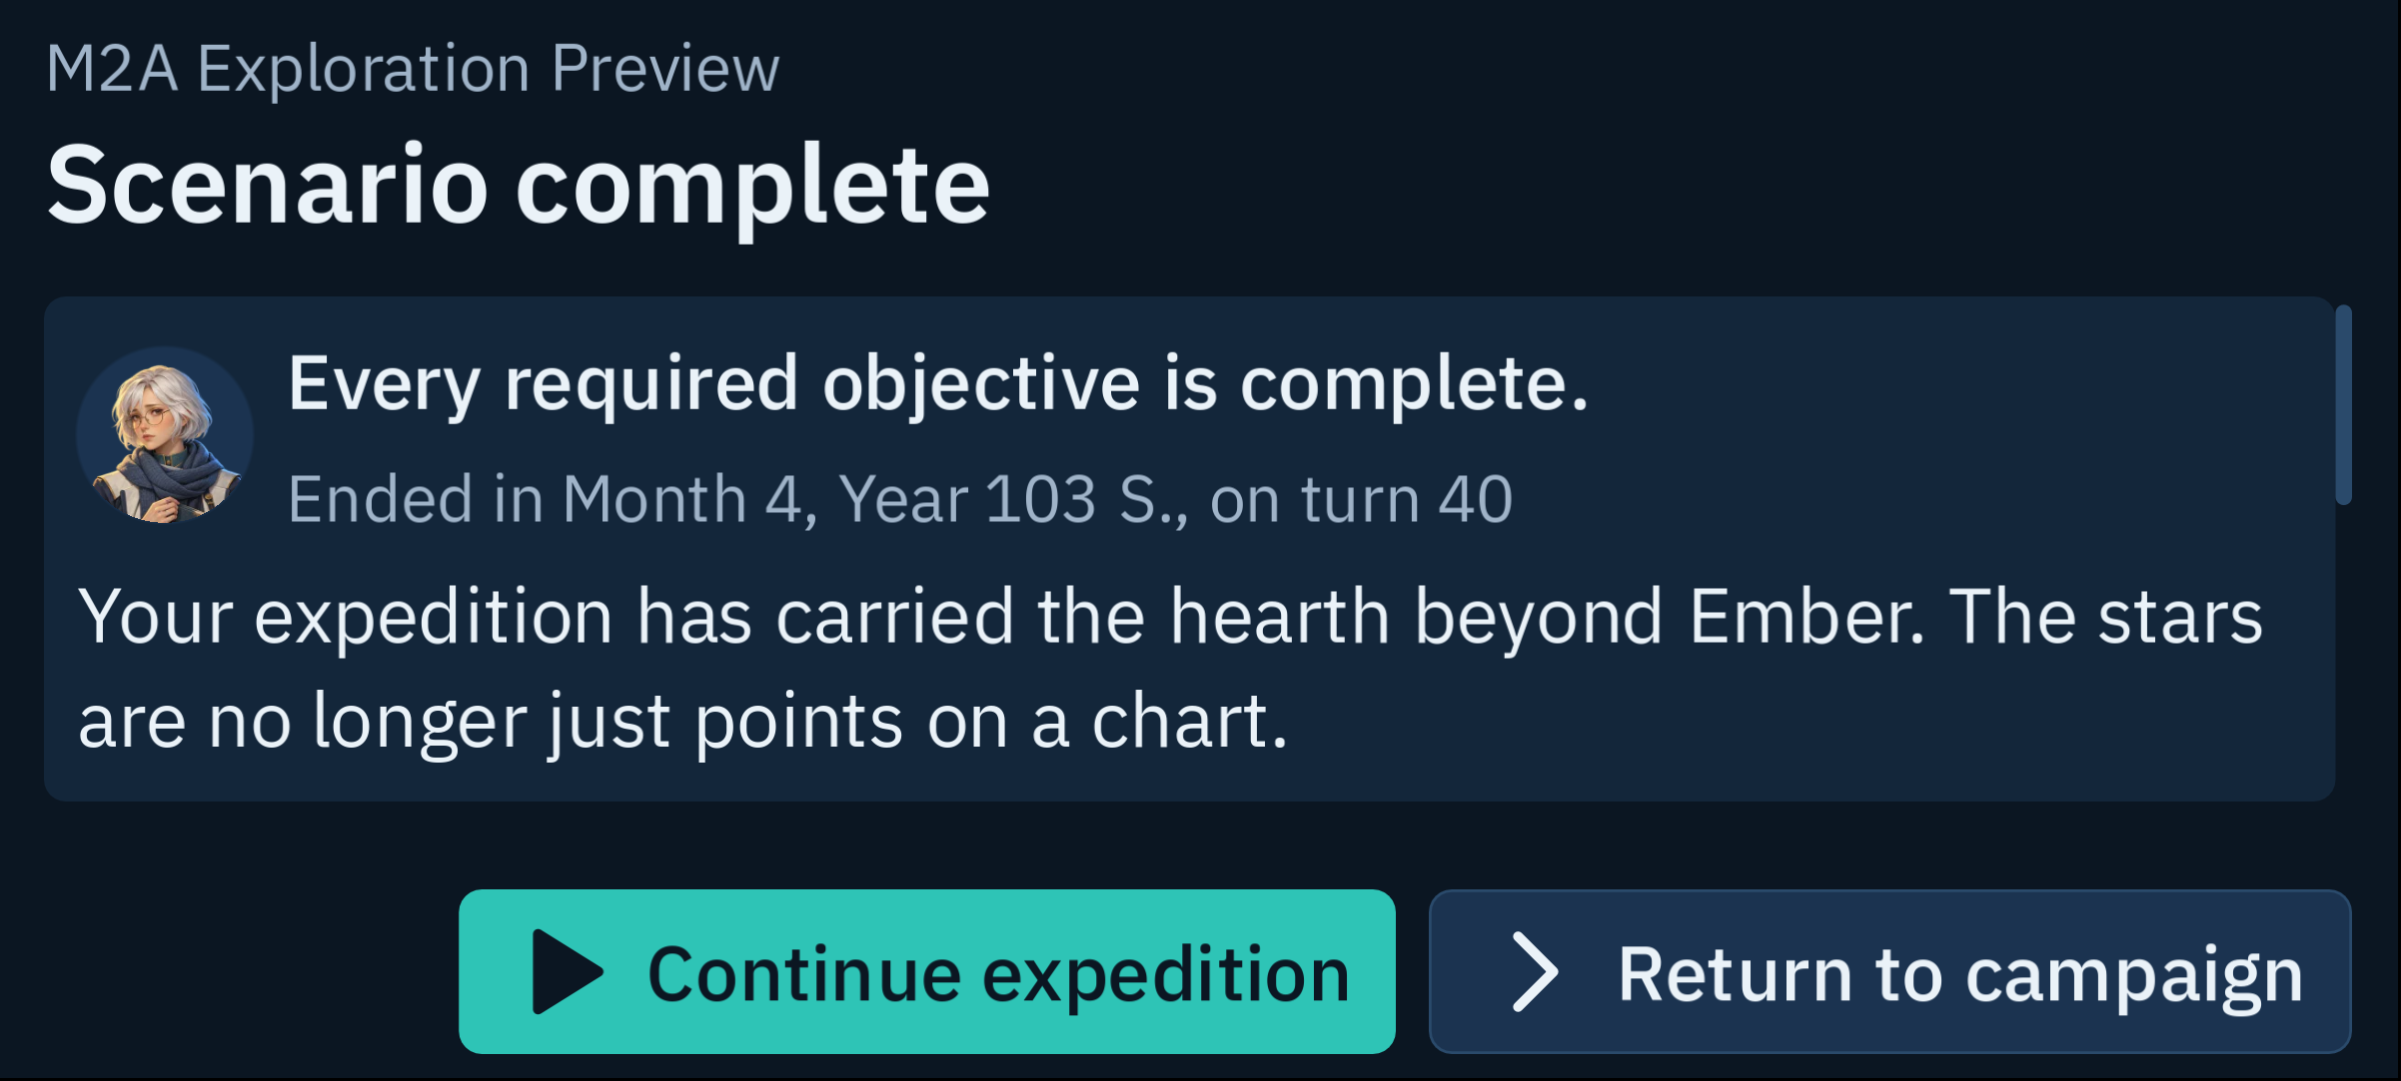 M2A Exploration Preview
Scenario complete
Every required objective is complete.
Ended in Month 4, Year 103 S., on turn 40
Your expedition has carried the hearth beyond Ember. The stars
are no longer just points on a chart.
Continue expedition
Return to campaign